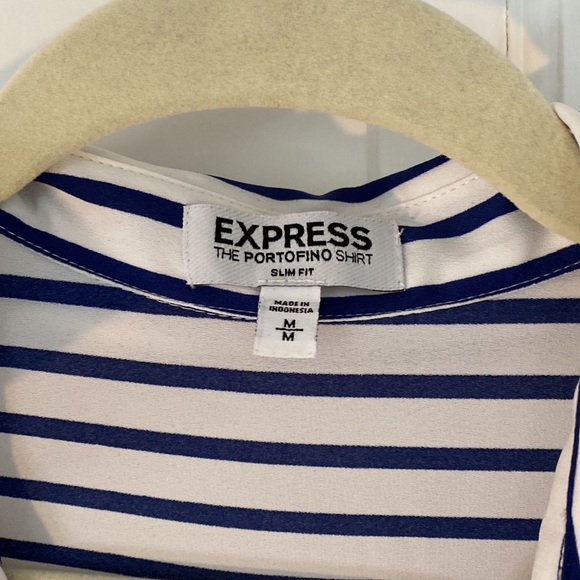 EXPRESS
THE PORTOFINO SHIRT
SLIM FIT
MADE IN
INDONESIA
M
M